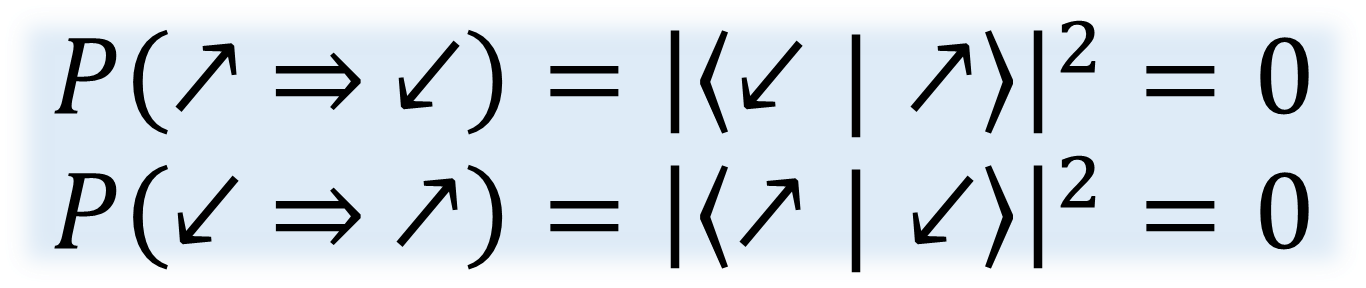 P(↗ ⇒ ↙) = |⟨↙ | ↗⟩|² = 0
P(↙ ⇒ ↗) = |⟨↗ | ↙⟩|² = 0